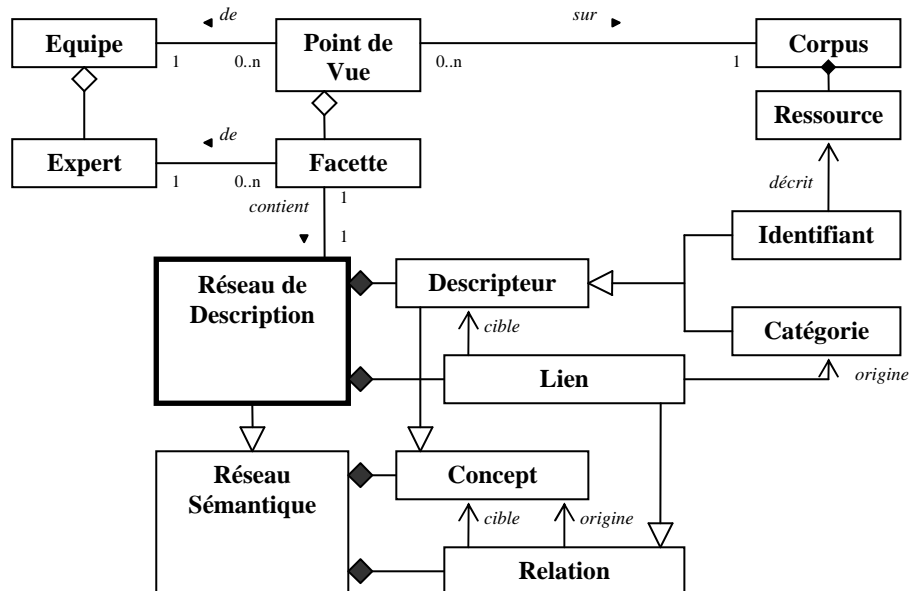 de
sur
Equipe
Point de
Vue
Corpus
1
0..n
0..n
1
Ressource
de
Expert
Facette
1
0..n
1
contient
décrit
1
Identifiant
Réseau de
Description
Descripteur
cible
Catégorie
Lien
origine
Réseau
Sémantique
Concept
cible
origine
Relation